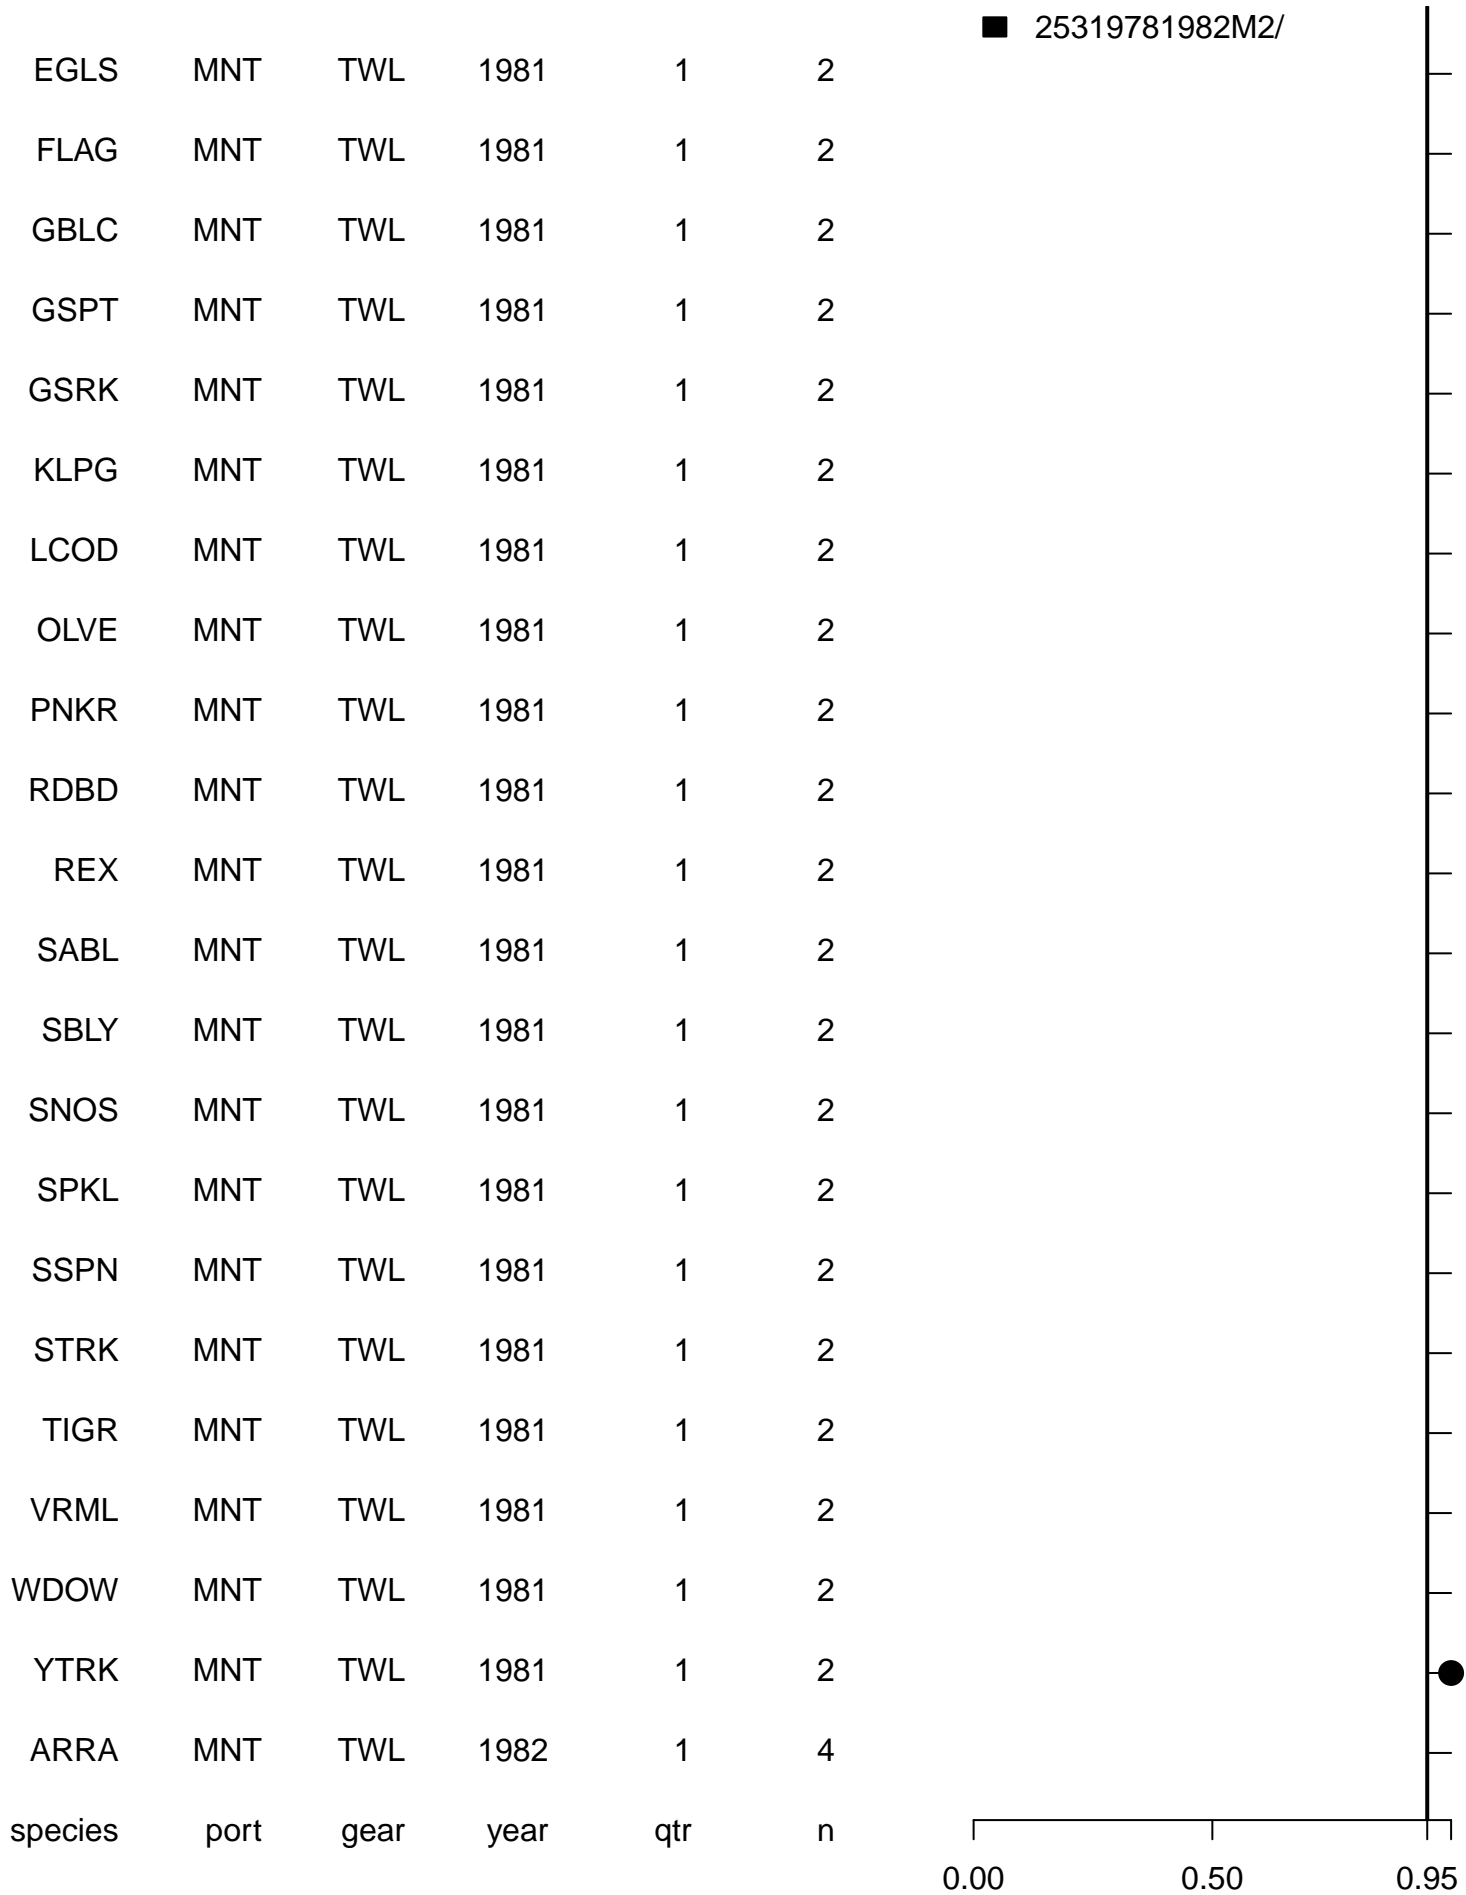 25319781982M2/
EGLS MNT TWL 1981 1 2
FLAG MNT TWL 1981 1 2
GBLC MNT TWL 1981 1 2
GSPT MNT TWL 1981 1 2
GSRK MNT TWL 1981 1 2
KLPG MNT TWL 1981 1 2
LCOD MNT TWL 1981 1 2
OLVE MNT TWL 1981 1 2
PNKR MNT TWL 1981 1 2
RDBD MNT TWL 1981 1 2
REX MNT TWL 1981 1 2
SABL MNT TWL 1981 1 2
SBLY MNT TWL 1981 1 2
SNOS MNT TWL 1981 1 2
SPKL MNT TWL 1981 1 2
SSPN MNT TWL 1981 1 2
STRK MNT TWL 1981 1 2
TIGR MNT TWL 1981 1 2
VRML MNT TWL 1981 1 2
WDOW MNT TWL 1981 1 2
YTRK MNT TWL 1981 1 2
ARRA MNT TWL 1982 1 4
species port gear year qtr n
0.00 0.50 0.95